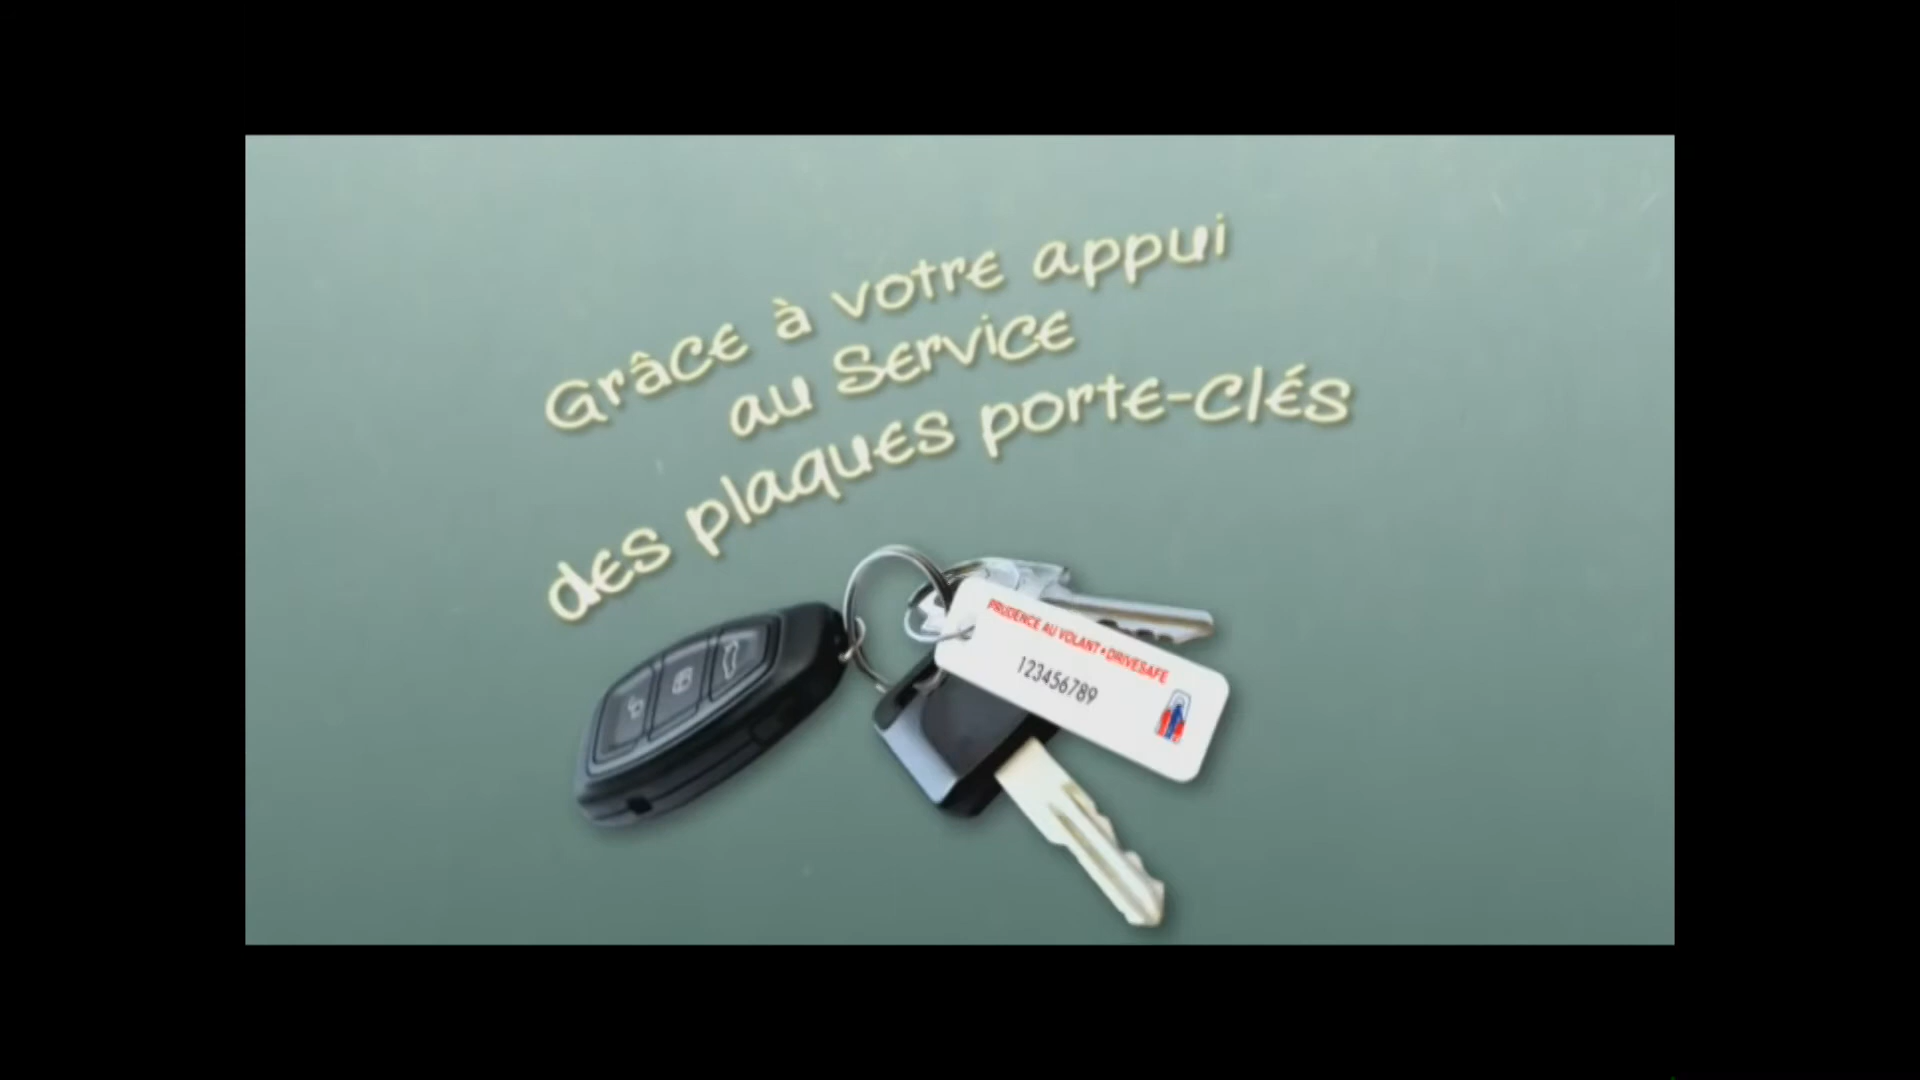 Grâce à votre appui
au Service
des plaques porte-clés
PRUDENCE AU VOLANT • DRIVESAFE
123456789